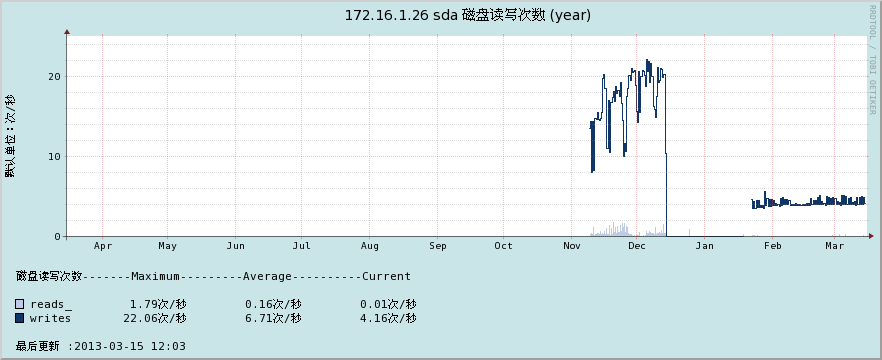 172.16.1.26 sda 磁盘读写次数 (year)
RRDTOOL / TOBI OETIKER
默认单位：次/秒
20
10
0
Apr May Jun Jul Aug Sep Oct Nov Dec Jan Feb Mar
磁盘读写次数-------Maximum---------Average----------Current
reads_ 1.79次/秒 0.16次/秒 0.01次/秒
writes 22.06次/秒 6.71次/秒 4.16次/秒
最后更新 :2013-03-15 12:03